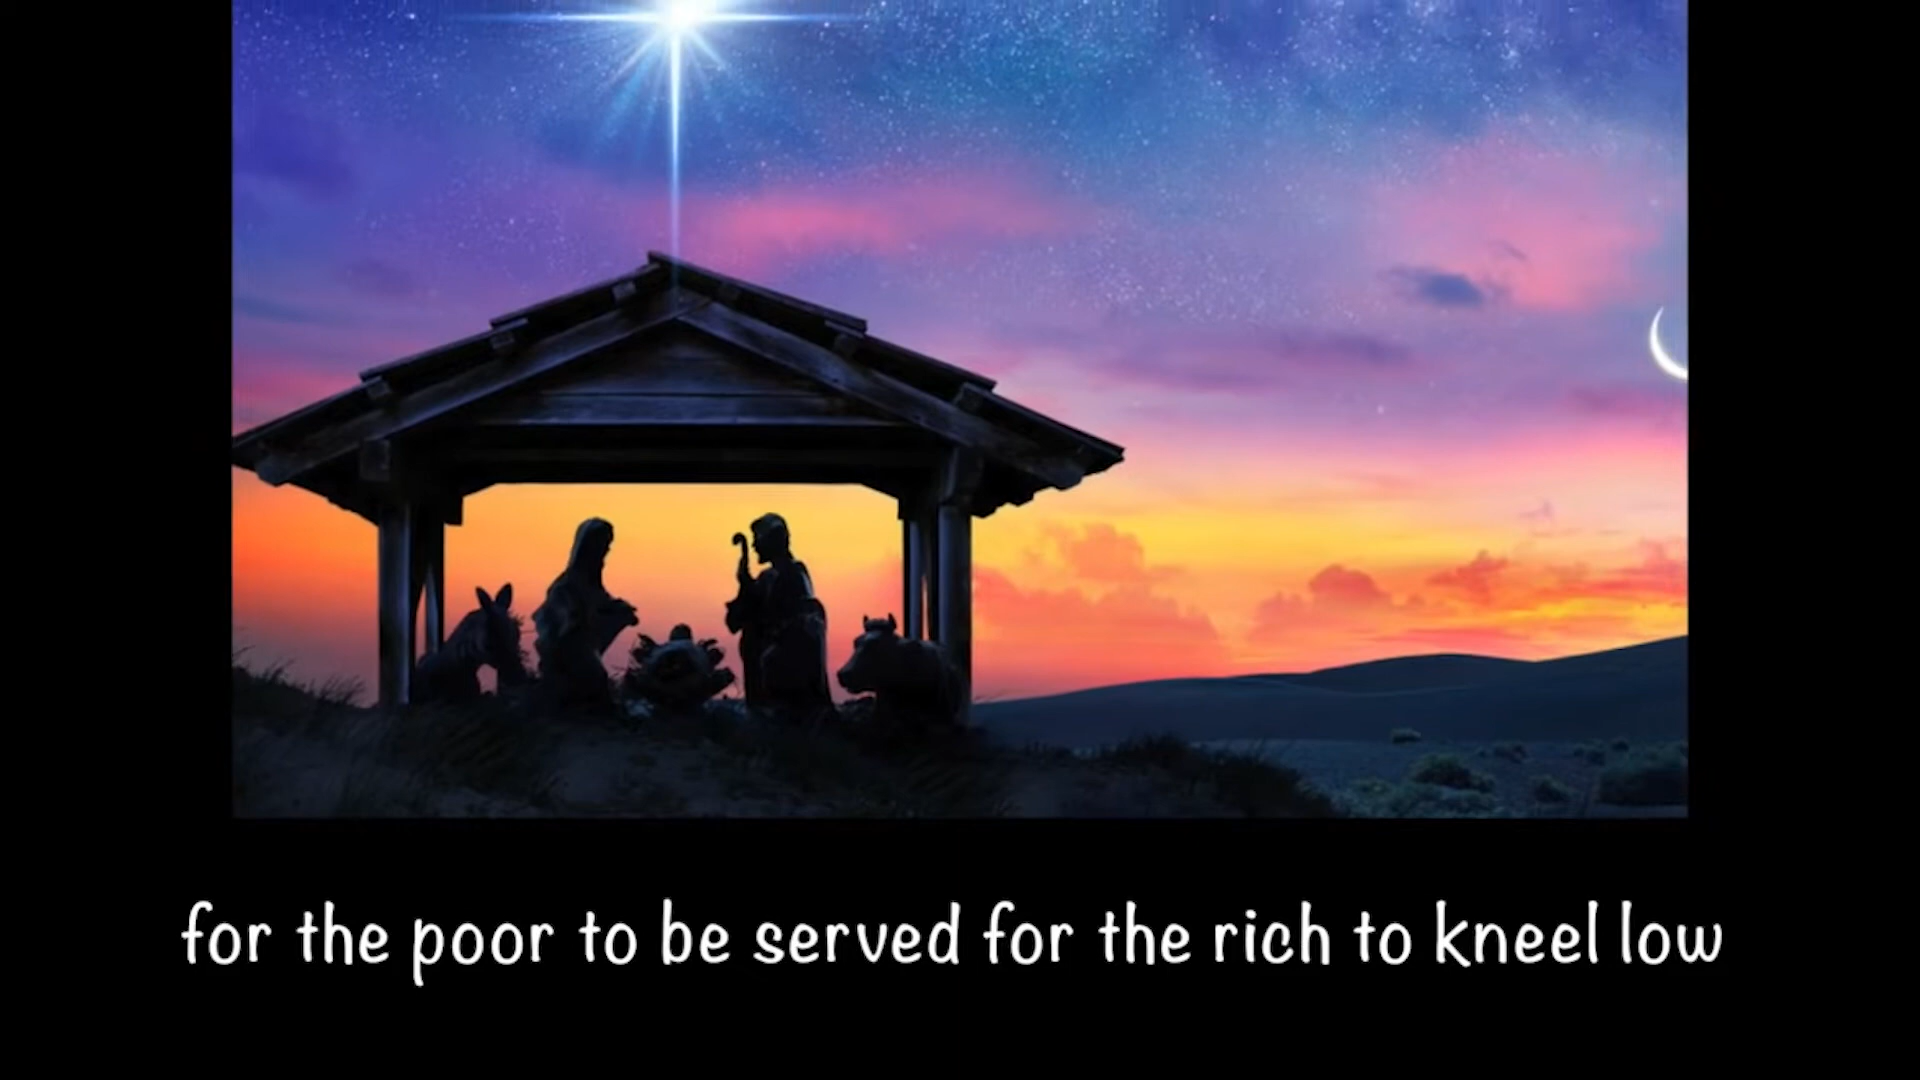 for the poor to be served for the rich to kneel low